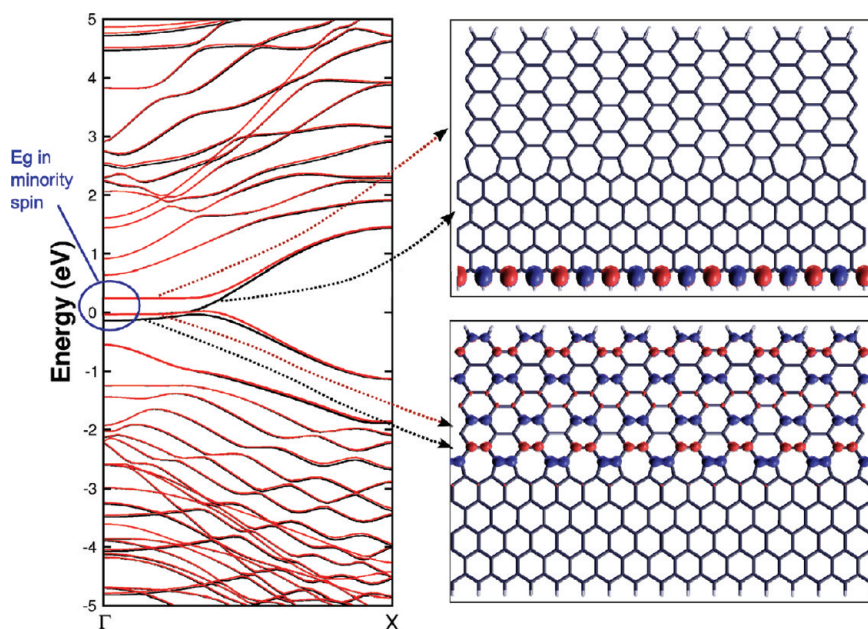 5
4
3
2
1
0
-1
-2
-3
-4
-5
Energy (eV)
Eg in
minority
spin
Γ
X